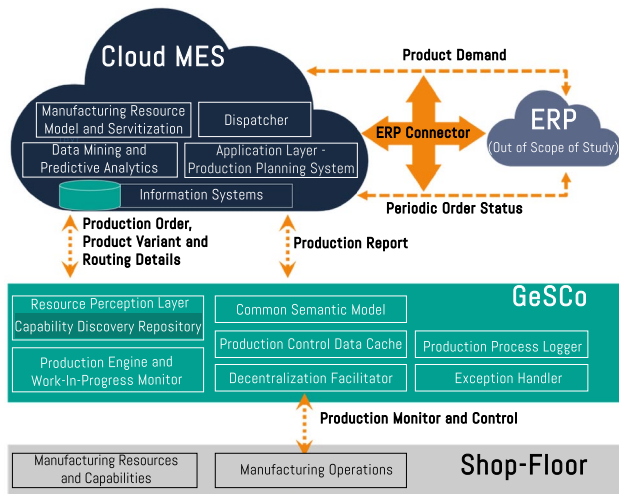 Cloud MES
Product Demand
Manufacturing Resource
Model and Servitization
Dispatcher
ERP Connector
ERP
(Out of Scope of Study)
Data Mining and
Predictive Analytics
Application Layer -
Production Planning System
Information Systems
Periodic Order Status
Production Order,
Product Variant and
Routing Details
Production Report
GeSCo
Resource Perception Layer
Capability Discovery Repository
Common Semantic Model
Production Control Data Cache
Production Process Logger
Production Engine and
Work-In-Progress Monitor
Decentralization Facilitator
Exception Handler
Production Monitor and Control
Manufacturing Resources
and Capabilities
Manufacturing Operations
Shop-Floor